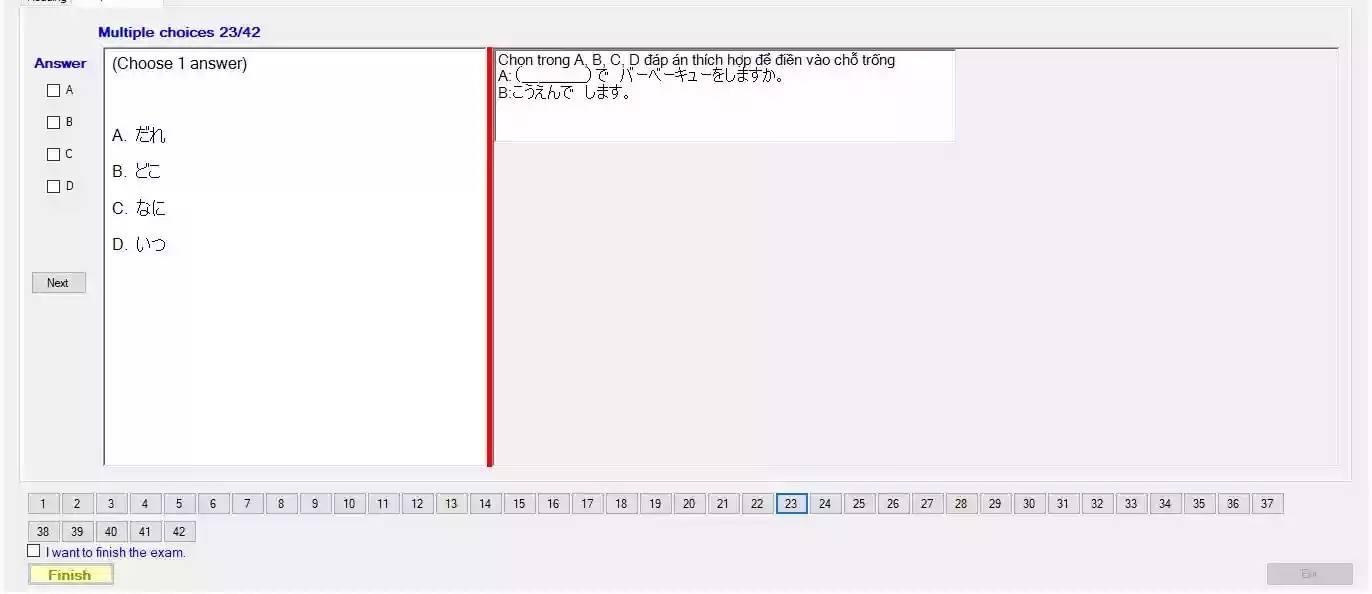 Multiple choices 23/42
Answer
(Choose 1 answer)
A
B
C
D
A. だれ
B. どこ
C. なに
D. いつ
Next
Chọn trong A, B, C, D đáp án thích hợp để điền vào chỗ trống
A: (________) で バーベーキューをしますか。
B:こうえんで します。
1 2 3 4 5 6 7 8 9 10 11 12 13 14 15 16 17 18 19 20 21 22 23 24 25 26 27 28 29 30 31 32 33 34 35 36 37
38 39 40 41 42
I want to finish the exam.
Finish